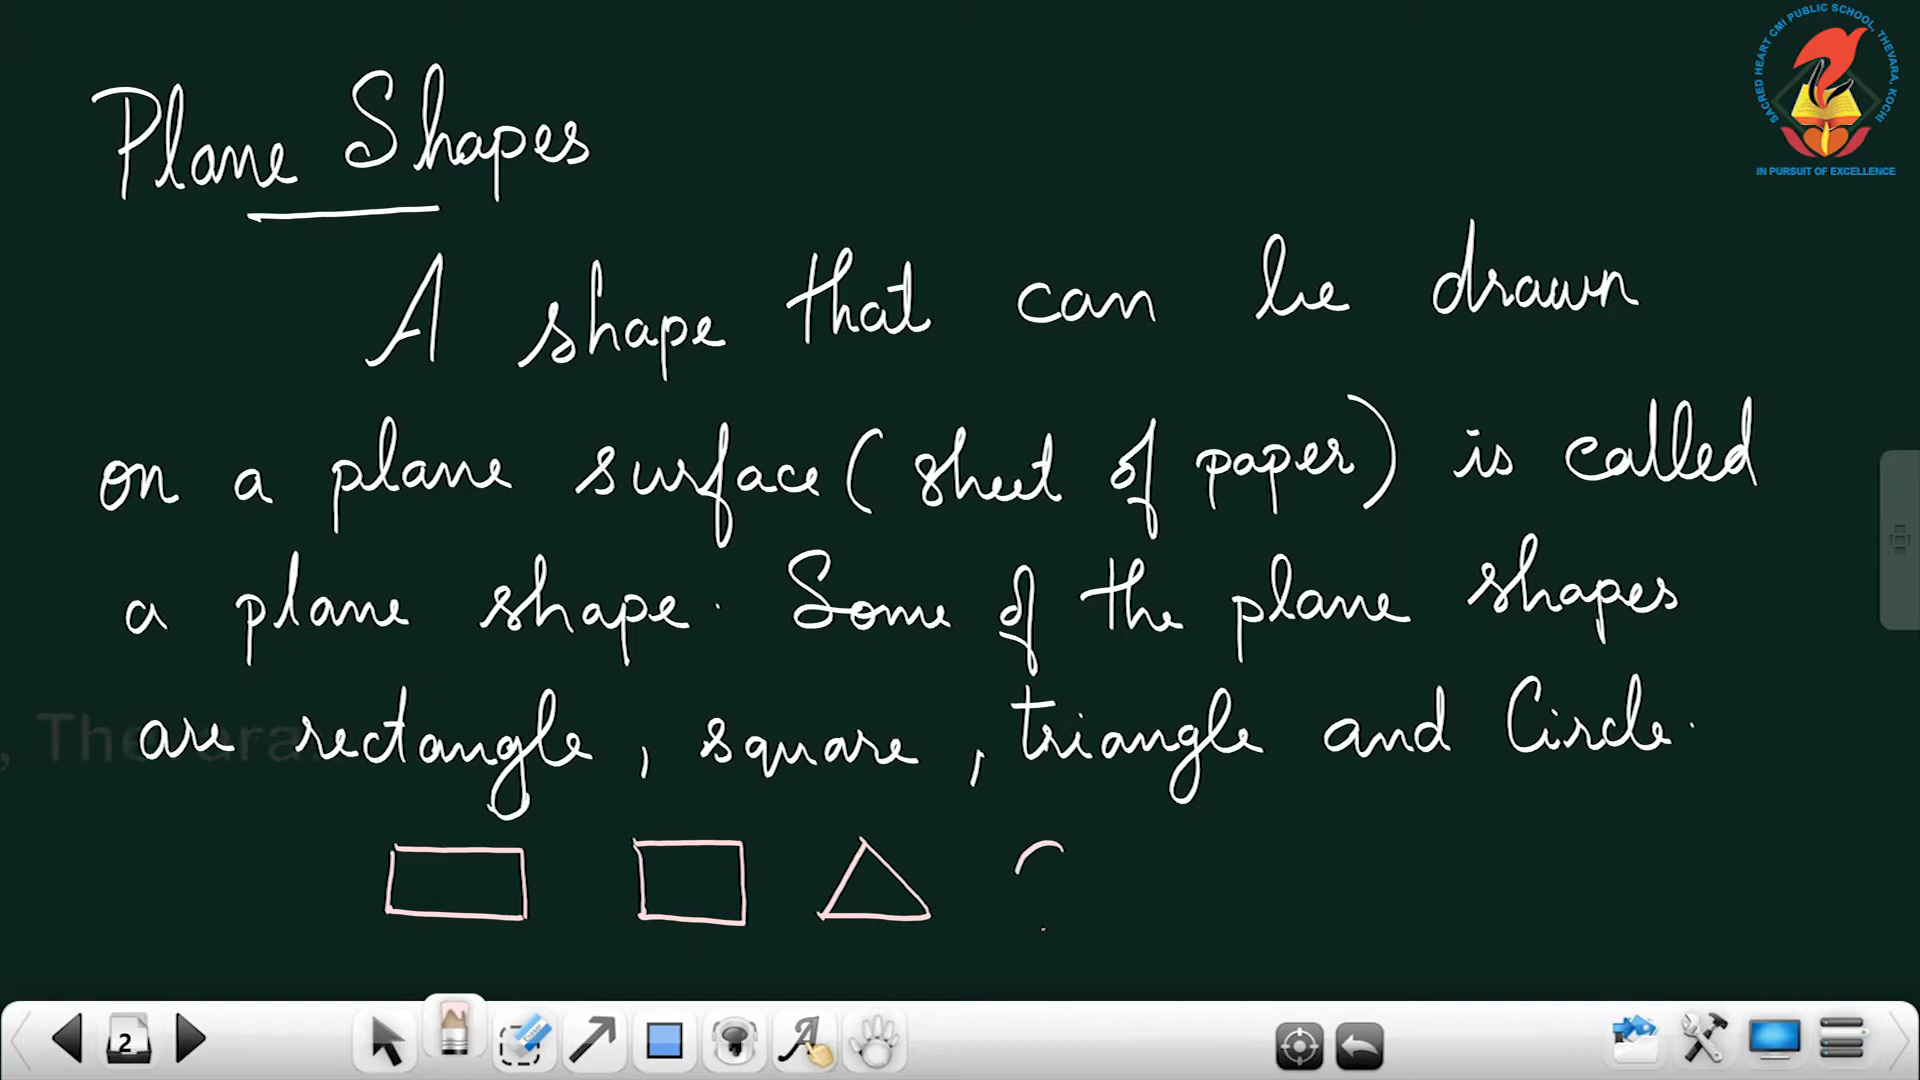 SACRED HEART CMI PUBLIC SCHOOL, THEVARA, KOCHI
IN PURSUIT OF EXCELLENCE
Plane Shapes
A shape that can be drawn
on a plane surface (sheet of paper) is called
a plane shape. Some of the plane shapes
are rectangle, square, triangle and Circle.
, Thevara
2